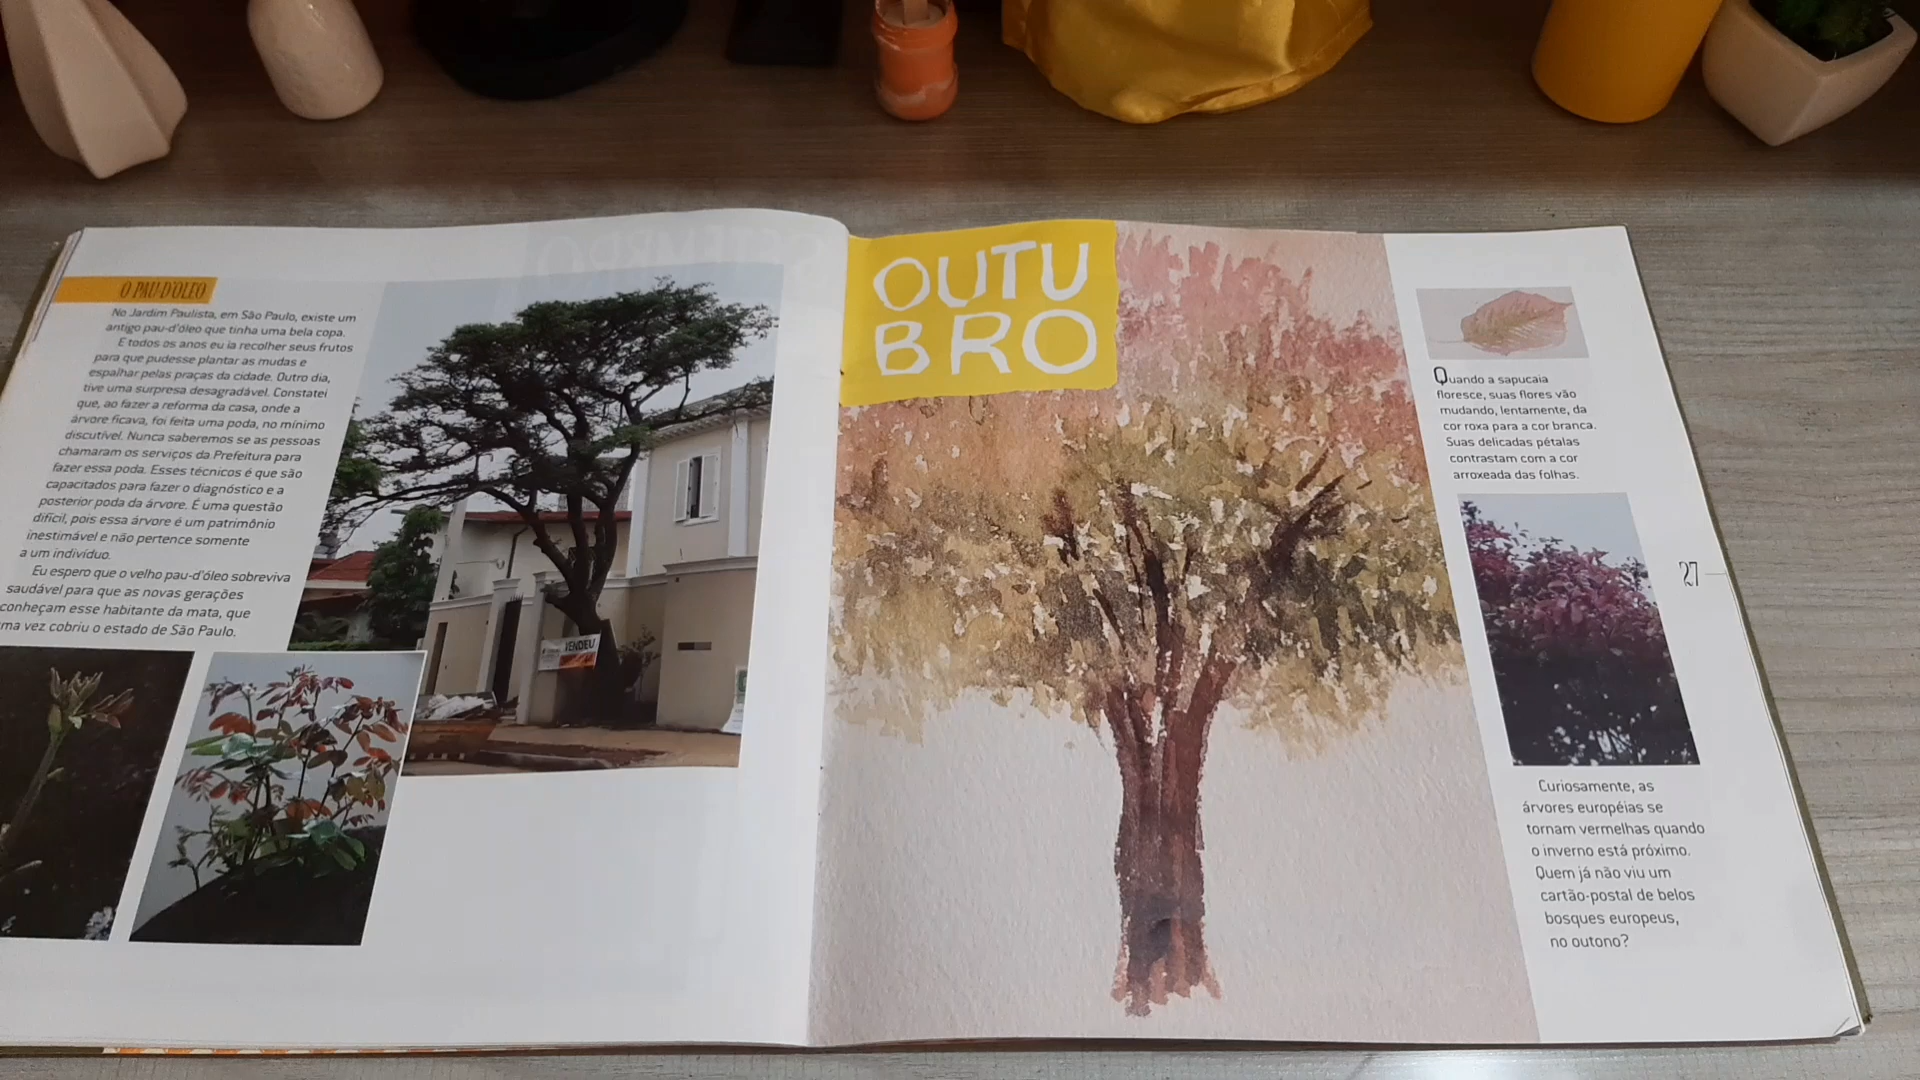 O PAU-D'ÓLEO
No Jardim Paulista, em São Paulo, existe um
antigo pau-d'óleo que tinha uma bela copa.
E todos os anos eu ia recolher seus frutos
para que pudesse plantar as mudas e
espalhar pelas praças da cidade. Outro dia,
tive uma surpresa desagradável. Constatei
que, ao fazer a reforma da casa, onde a
árvore ficava, foi feita uma poda, no mínimo
discutível. Nunca saberemos se as pessoas
chamaram os serviços da Prefeitura para
fazer essa poda. Esses técnicos é que são
capacitados para fazer o diagnóstico e a
posterior poda da árvore. É uma questão
difícil, pois essa árvore é um patrimônio
inestimável e não pertence somente
a um indivíduo.
Eu espero que o velho pau-d'óleo sobreviva
saudável para que as novas gerações
conheçam esse habitante da mata, que
ma vez cobriu o estado de São Paulo.
VENDEU
OUTU
BRO
Quando a sapucaia
floresce, suas flores vão
mudando, lentamente, da
cor roxa para a cor branca.
Suas delicadas pétalas
contrastam com a cor
arroxeada das folhas.
27
Curiosamente, as
árvores européias se
tornam vermelhas quando
o inverno está próximo.
Quem já não viu um
cartão-postal de belos
bosques europeus,
no outono?